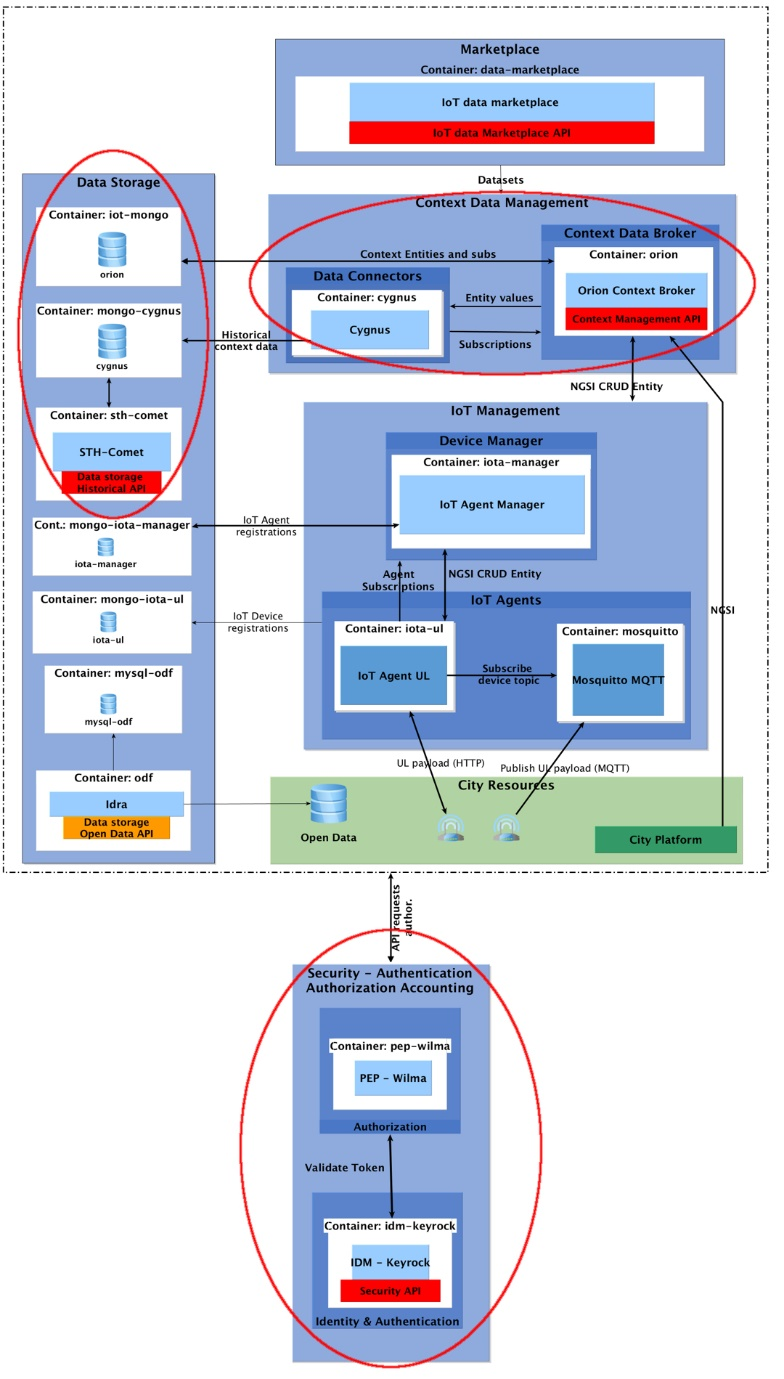 Marketplace
Container: data-marketplace
IoT data marketplace
IoT data Marketplace API
Datasets
Data Storage
Container: iot-mongo
orion
Container: mongo-cygnus
cygnus
Container: sth-comet
STH-Comet
Data storage
Historical API
Cont.: mongo-iota-manager
iota-manager
Container: mongo-iota-ul
iota-ul
Container: mysql-odf
mysql-odf
Container: odf
Idra
Data storage
Open Data API
Context Data Management
Context Data Broker
Container: orion
Orion Context Broker
Context Management API
Context Entities and subs
Data Connectors
Container: cygnus
Cygnus
Entity values
Subscriptions
Historical
context data
NGSI CRUD Entity
IoT Management
Device Manager
Container: iota-manager
IoT Agent Manager
IoT Agent
registrations
Agent
Subscriptions
NGSI CRUD Entity
IoT Agents
IoT Device
registrations
Container: iota-ul
IoT Agent UL
Subscribe
device topic
Container: mosquitto
Mosquitto MQTT
NGSI
UL payload (HTTP)
Publish UL payload (MQTT)
City Resources
Open Data
City Platform
API requests
author.
Security - Authentication
Authorization Accounting
Container: pep-wilma
PEP - Wilma
Authorization
Validate Token
Container: idm-keyrock
IDM - Keyrock
Security API
Identity & Authentication